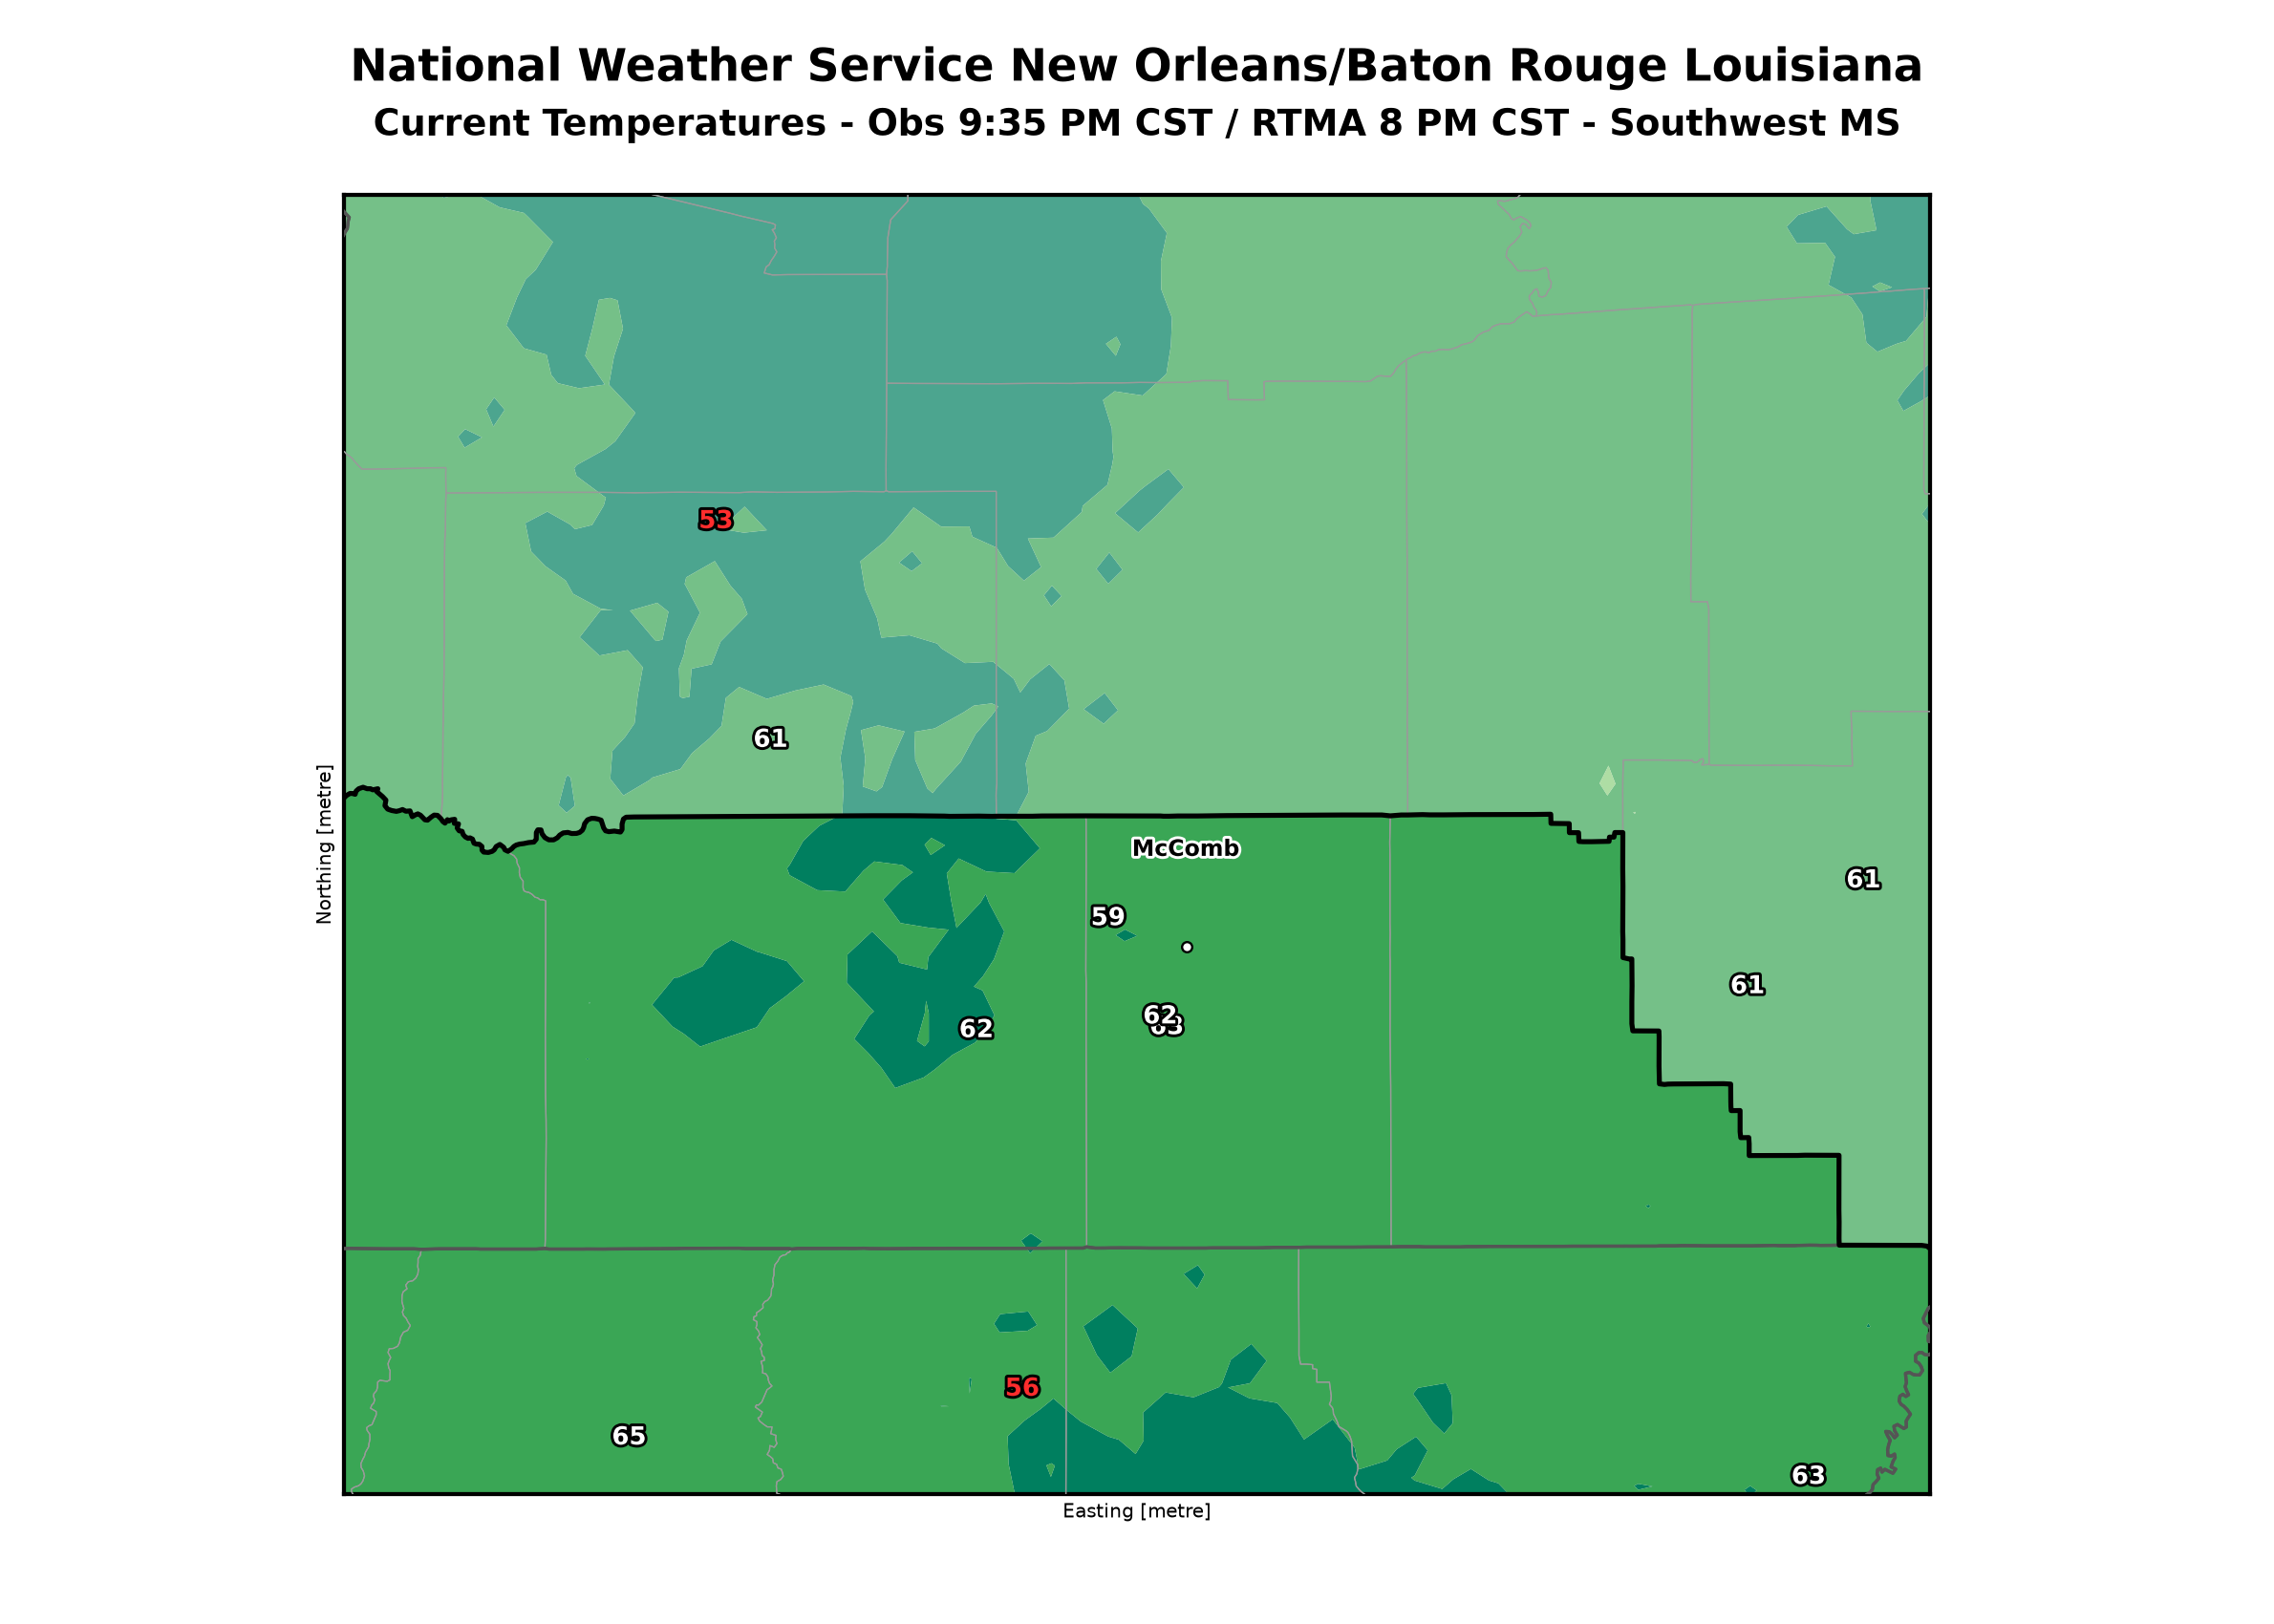 National Weather Service New Orleans/Baton Rouge Louisiana
Current Temperatures - Obs 9:35 PM CST / RTMA 8 PM CST - Southwest MS
53
61
McComb
61
59
61
62
63
62
56
65
63
Northing [metre]
Easting [metre]